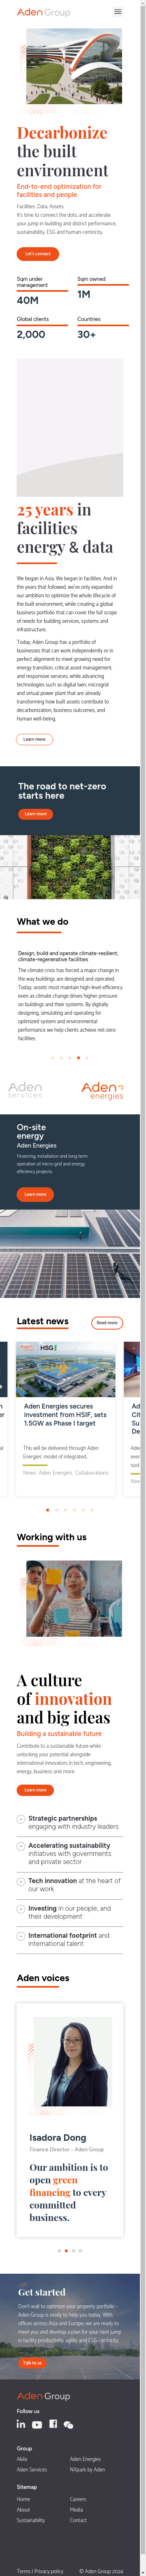 Aden Group
Decarbonize
the built
environment
End-to-end optimization for
facilities and people
Facilities. Data. Assets.
It's time to connect the dots, and accelerate
your jump in building and district performance,
sustainability, ESG and human-centricity.
Let's connect
Sqm under
management
40M
Sqm owned
1M
Global clients
2,000
Countries
30+
25 years in
facilities
energy & data
We began in Asia. We began in facilities. And in
the years that followed, we've only expanded
our ambition to optimize the whole lifecycle of
the built environment, while creating a global
business portfolio that can cover the full scope
of needs for building services, systems and
infrastructure.
Today, Aden Group has a portfolio of
businesses that can work independently or in
perfect alignment to meet growing need for
energy transition, critical asset management,
and responsive services, while advancing
technologies such as digital twin, microgrid
and virtual power plant that are already
transforming how built assets contribute to
decarbonization, business outcomes, and
human well-being.
Learn more
The road to net-zero
starts here
Learn more
What we do
Design, build and operate climate-resilient,
climate-regenerative facilities
The climate crisis has forced a major change in
the way buildings are designed and operated.
Today, assets must maintain high-level efficiency
even as climate change drives higher pressures
on buildings and their systems. By digitally
designing, simulating and operating with
optimized system and environmental
performance we help clients achieve net-zero
facilities.
Aden
services
Aden
energies
On-site
energy
Aden Energies
Financing, installation and long-term
operation of micro-grid and energy
efficiency projects.
Learn more
Latest news
Read more
Aden Group
HSG
Aden Energies secures
investment from HSIF, sets
1.5GW as Phase I target
This will be delivered through Aden
Energies' model of integrated...
News Aden Energies Collaborations
Working with us
A culture
of innovation
and big ideas
Building a sustainable future
Contribute to a sustainable future while
unlocking your potential alongside
international innovators in tech, engineering,
energy, business and more.
Learn more
Strategic partnerships
engaging with industry leaders
Accelerating sustainability
initiatives with governments
and private sector
Tech innovation at the heart of
our work
Investing in our people, and
their development
International footprint and
international talent
Aden voices
Isadora Dong
Finance Director – Aden Group
Our ambition is to
open green
financing to every
committed
business.
Get started
Don't wait to optimize your property portfolio –
Aden Group is ready to help you today. With
offices across Asia and Europe, we are ready to
meet you and develop a plan for your next jump
in facility productivity, agility and ESG centricity.
Talk to us
Aden Group
Follow us
Group
Akila
Aden Energies
Aden Services
NXpark by Aden
Sitemap
Home
Careers
About
Media
Sustainability
Contact
Terms | Privacy policy
© Aden Group 2024